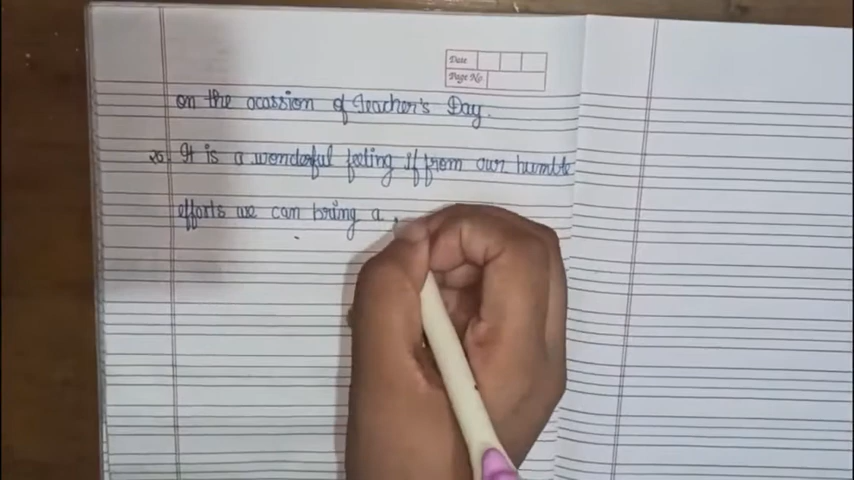 Date
Page No
on the ocassion of Teacher's Day.
20. It is a wonderful feeling if from our humble
efforts we can bring a